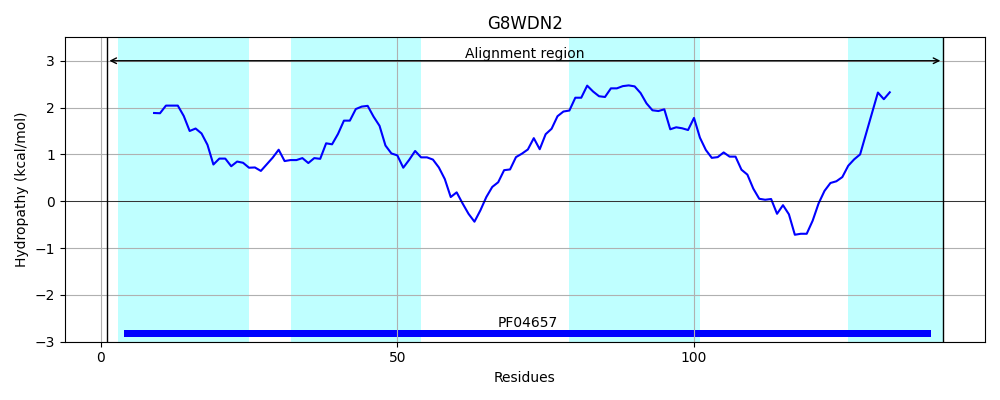 G8WDN2
Alignment region
3
2
1
0
−1
−2
−3
Hydropathy (kcal/mol)
PF04657
0
50
100
Residues